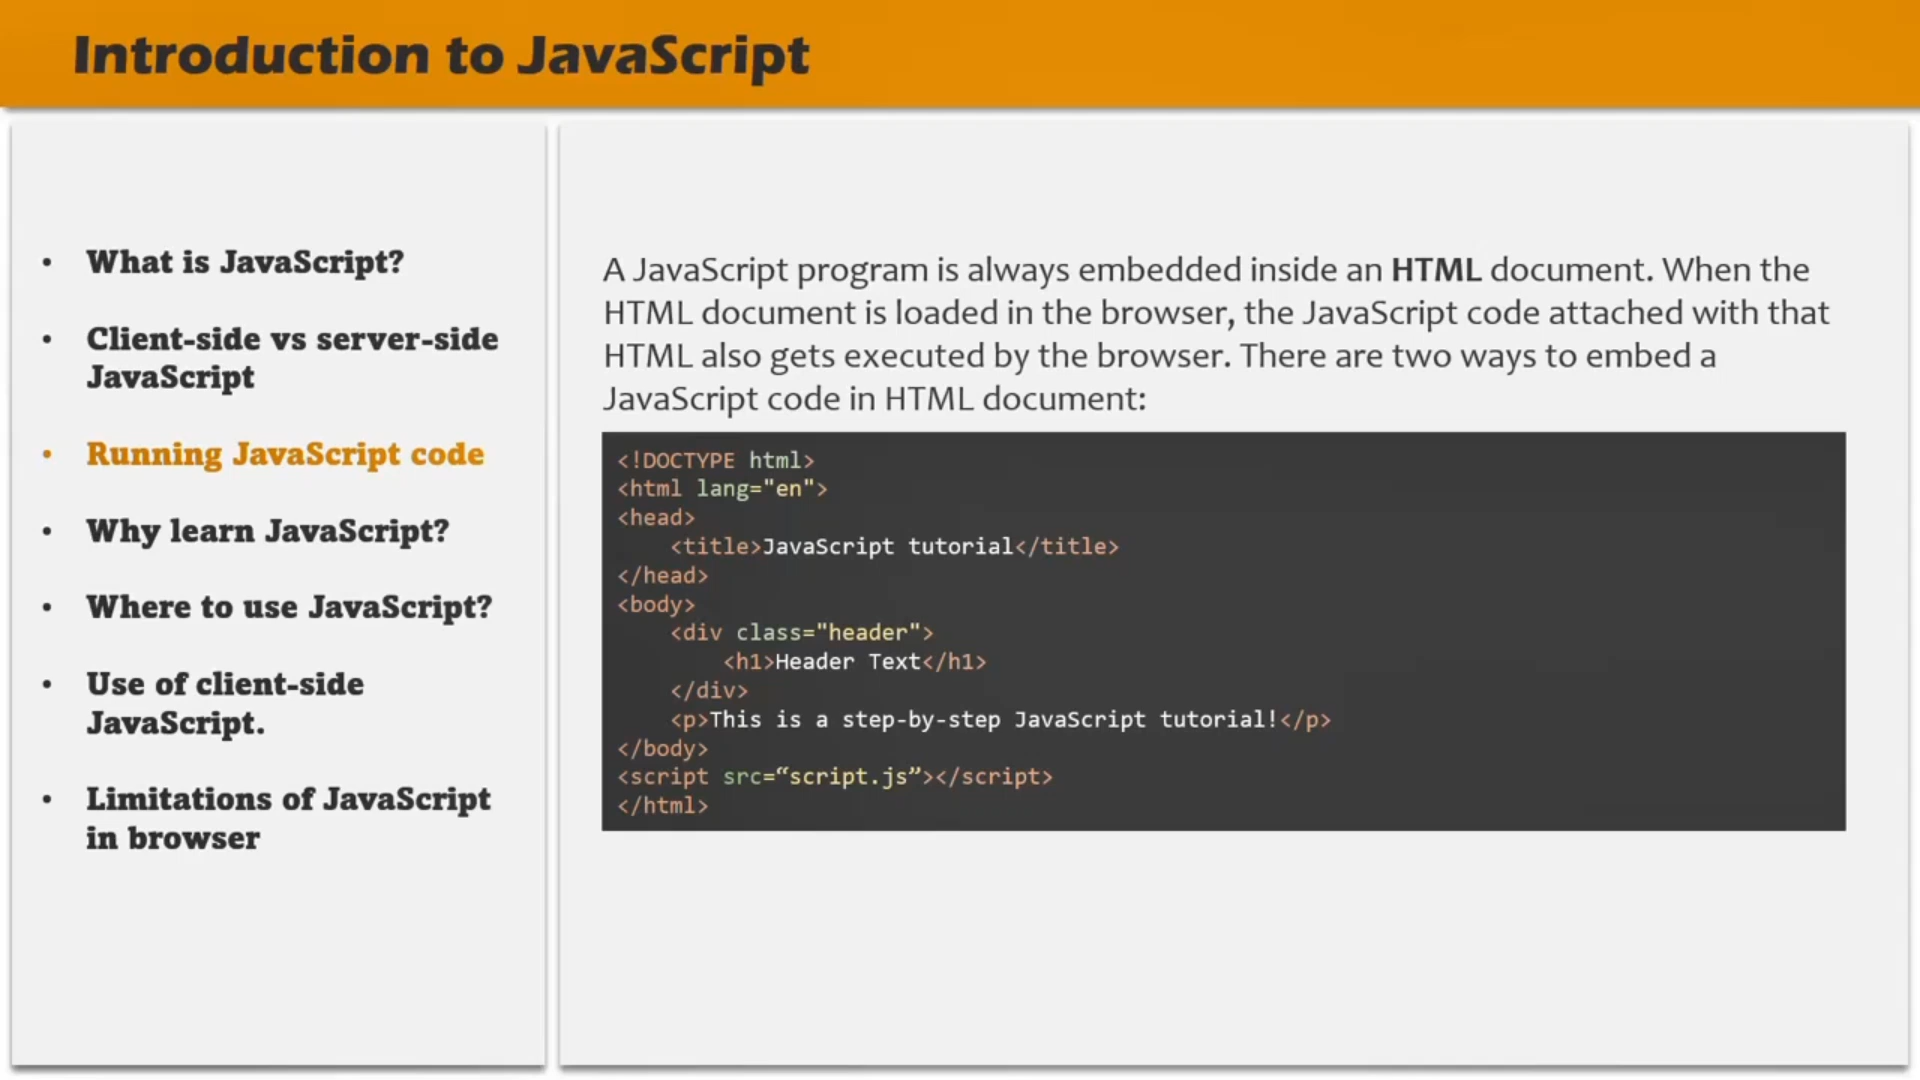 Introduction to JavaScript
• What is JavaScript?
• Client-side vs server-side
JavaScript
• Running JavaScript code
• Why learn JavaScript?
• Where to use JavaScript?
• Use of client-side
JavaScript.
• Limitations of JavaScript
in browser
A JavaScript program is always embedded inside an HTML document. When the
HTML document is loaded in the browser, the JavaScript code attached with that
HTML also gets executed by the browser. There are two ways to embed a
JavaScript code in HTML document:
<!DOCTYPE html>
<html lang="en">
<head>
    <title>JavaScript tutorial</title>
</head>
<body>
    <div class="header">
        <h1>Header Text</h1>
    </div>
    <p>This is a step-by-step JavaScript tutorial!</p>
</body>
<script src=“script.js”></script>
</html>